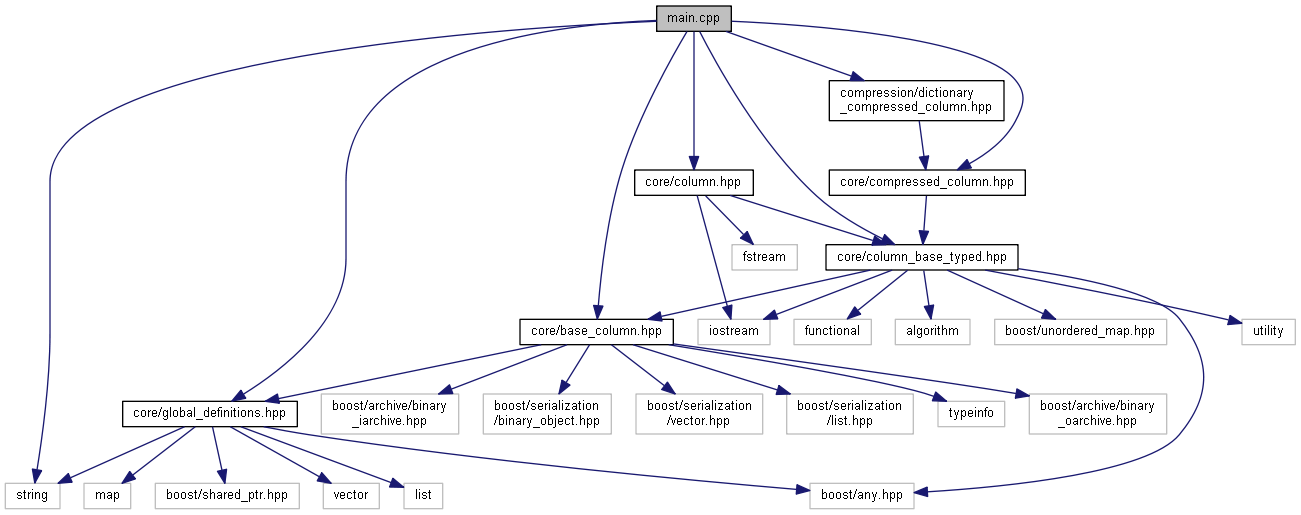 main.cpp
compression/dictionary
_compressed_column.hpp
core/column.hpp
core/compressed_column.hpp
fstream
core/column_base_typed.hpp
core/base_column.hpp
iostream
functional
algorithm
boost/unordered_map.hpp
utility
core/global_definitions.hpp
boost/archive/binary
_iarchive.hpp
boost/serialization
/binary_object.hpp
boost/serialization
/vector.hpp
boost/serialization
/list.hpp
typeinfo
boost/archive/binary
_oarchive.hpp
string
map
boost/shared_ptr.hpp
vector
list
boost/any.hpp